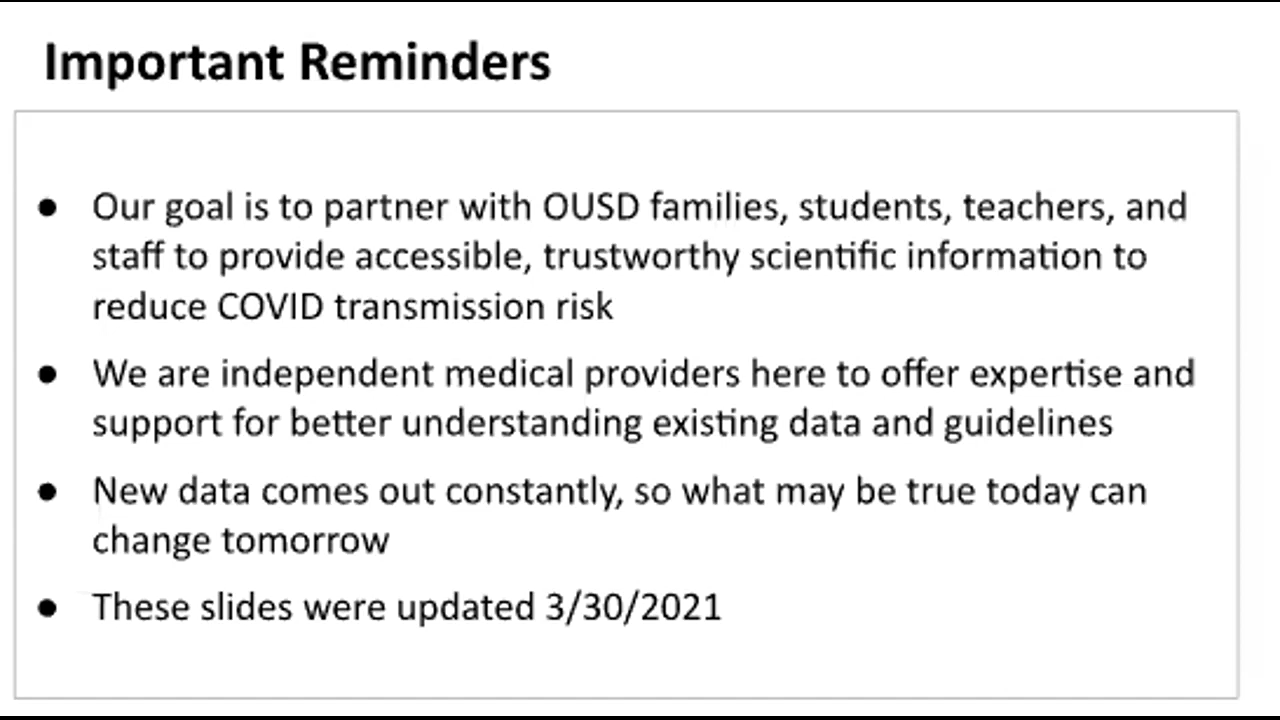 Important Reminders
● Our goal is to partner with OUSD families, students, teachers, and
staff to provide accessible, trustworthy scientific information to
reduce COVID transmission risk
● We are independent medical providers here to offer expertise and
support for better understanding existing data and guidelines
● New data comes out constantly, so what may be true today can
change tomorrow
● These slides were updated 3/30/2021